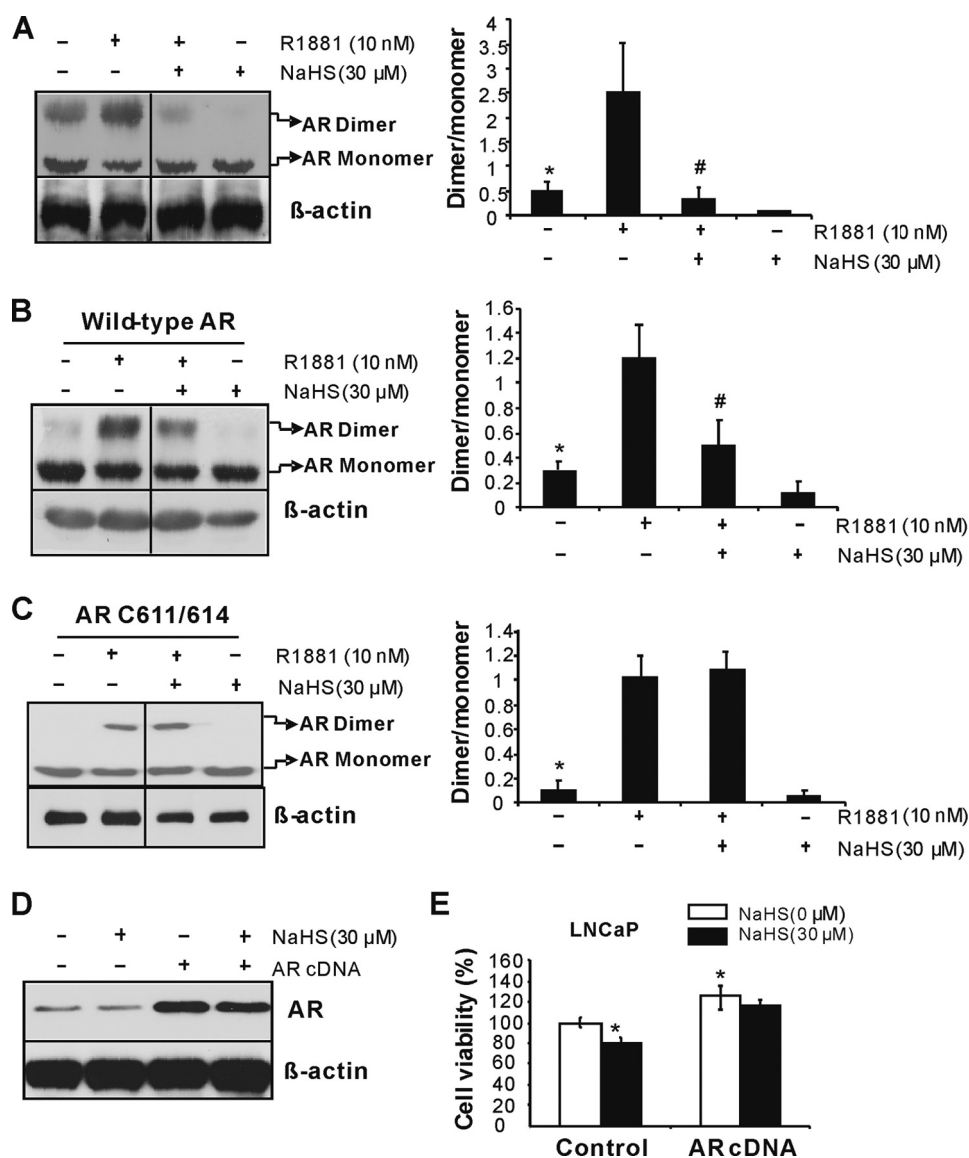 A
– + + – R1881 (10 nM)
– – + + NaHS (30 µM)
AR Dimer
AR Monomer
ß-actin
Dimer/monomer
4
3.5
3
2.5
2
1.5
1
0.5
0
*
#
– + + – R1881 (10 nM)
– – + + NaHS (30 µM)
B
Wild-type AR
– + + – R1881 (10 nM)
– – + + NaHS (30 µM)
AR Dimer
AR Monomer
ß-actin
Dimer/monomer
1.6
1.4
1.2
1
0.8
0.6
0.4
0.2
0
*
#
– + + – R1881 (10 nM)
– – + + NaHS (30 µM)
C
AR C611/614
– + + – R1881 (10 nM)
– – + + NaHS (30 µM)
AR Dimer
AR Monomer
ß-actin
Dimer/monomer
1.4
1.2
1
0.8
0.6
0.4
0.2
0
*
– + + – R1881 (10 nM)
– – + + NaHS (30 µM)
D
– + – + NaHS (30 µM)
– – + + AR cDNA
AR
ß-actin
E
LNCaP
NaHS (0 µM)
NaHS (30 µM)
Cell viability (%)
160
140
120
100
80
60
40
20
0
*
*
Control AR cDNA